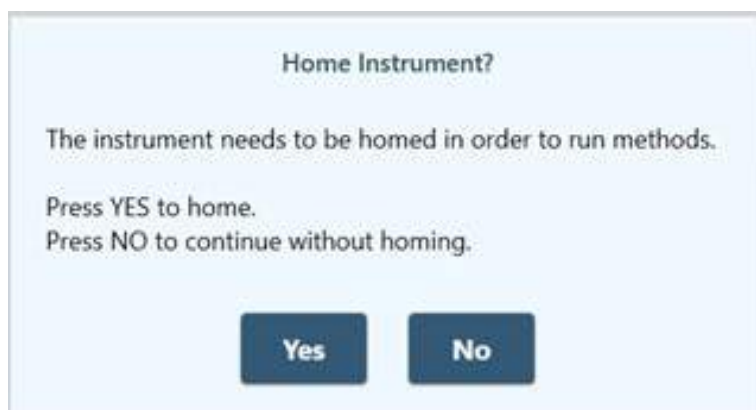 Home Instrument?
The instrument needs to be homed in order to run methods.
Press YES to home.
Press NO to continue without homing.
Yes
No